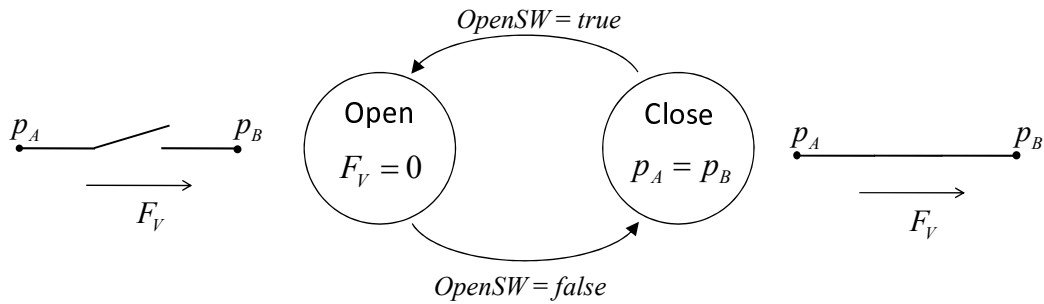 OpenSW = true
p_A
p_B
F_V
Open
F_V = 0
Close
p_A = p_B
p_A
p_B
F_V
OpenSW = false